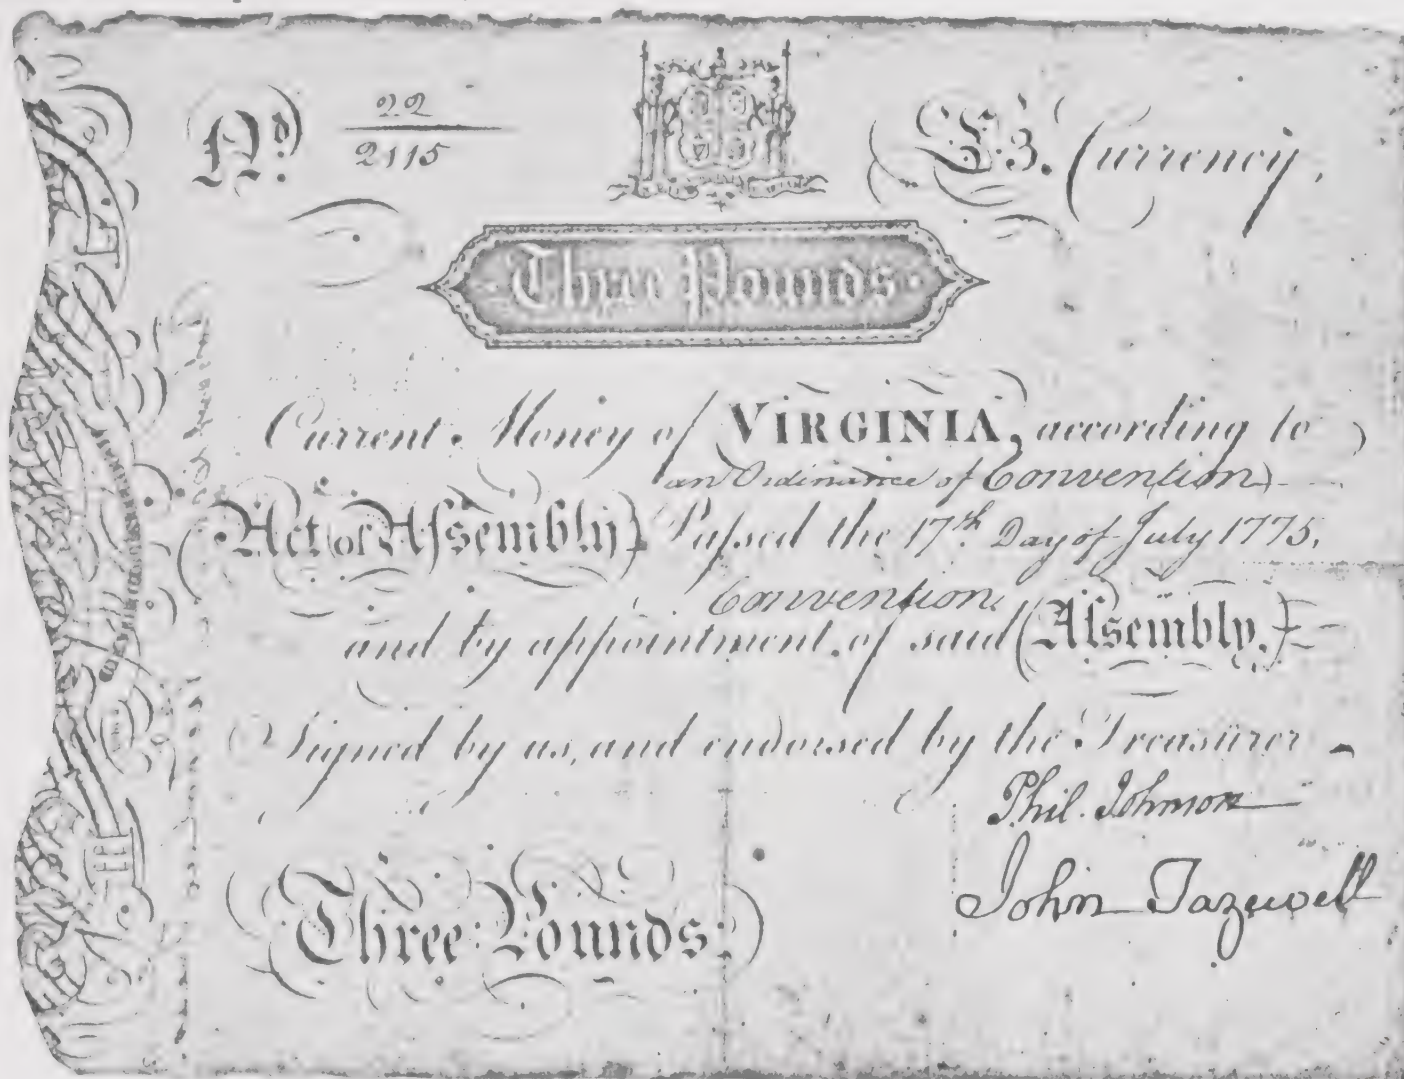 No. 22
2115
£3. Currency,
Three Pounds
Current Money of VIRGINIA, according to
an Ordinance of Convention
Act (of Assembly) Passed the 17th. Day of July 1775,
Convention
and by appointment, of said (Assembly.)
Signed by us, and endorsed by the Treasurer
Phil. Johnson
John Tazewell
Three Pounds: